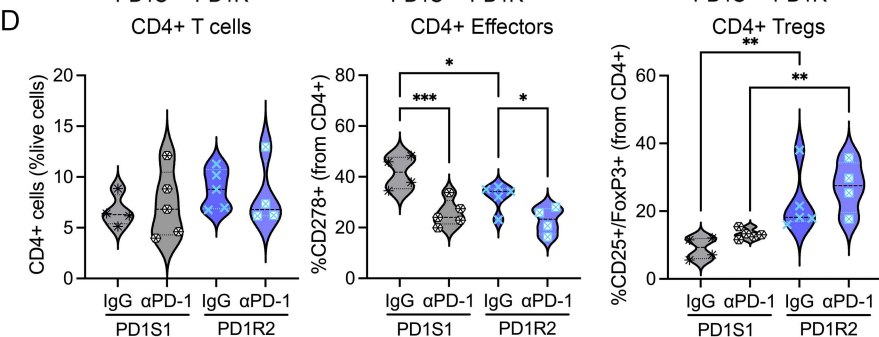 D
CD4+ T cells
CD4+ cells (%live cells)
20
15
10
5
0
IgG αPD-1 IgG αPD-1
PD1S1 PD1R2
CD4+ Effectors
%CD278+ (from CD4+)
80
60
40
20
0
*
*** *
IgG αPD-1 IgG αPD-1
PD1S1 PD1R2
CD4+ Tregs
%CD25+/FoxP3+ (from CD4+)
60
40
20
0
**
**
IgG αPD-1 IgG αPD-1
PD1S1 PD1R2